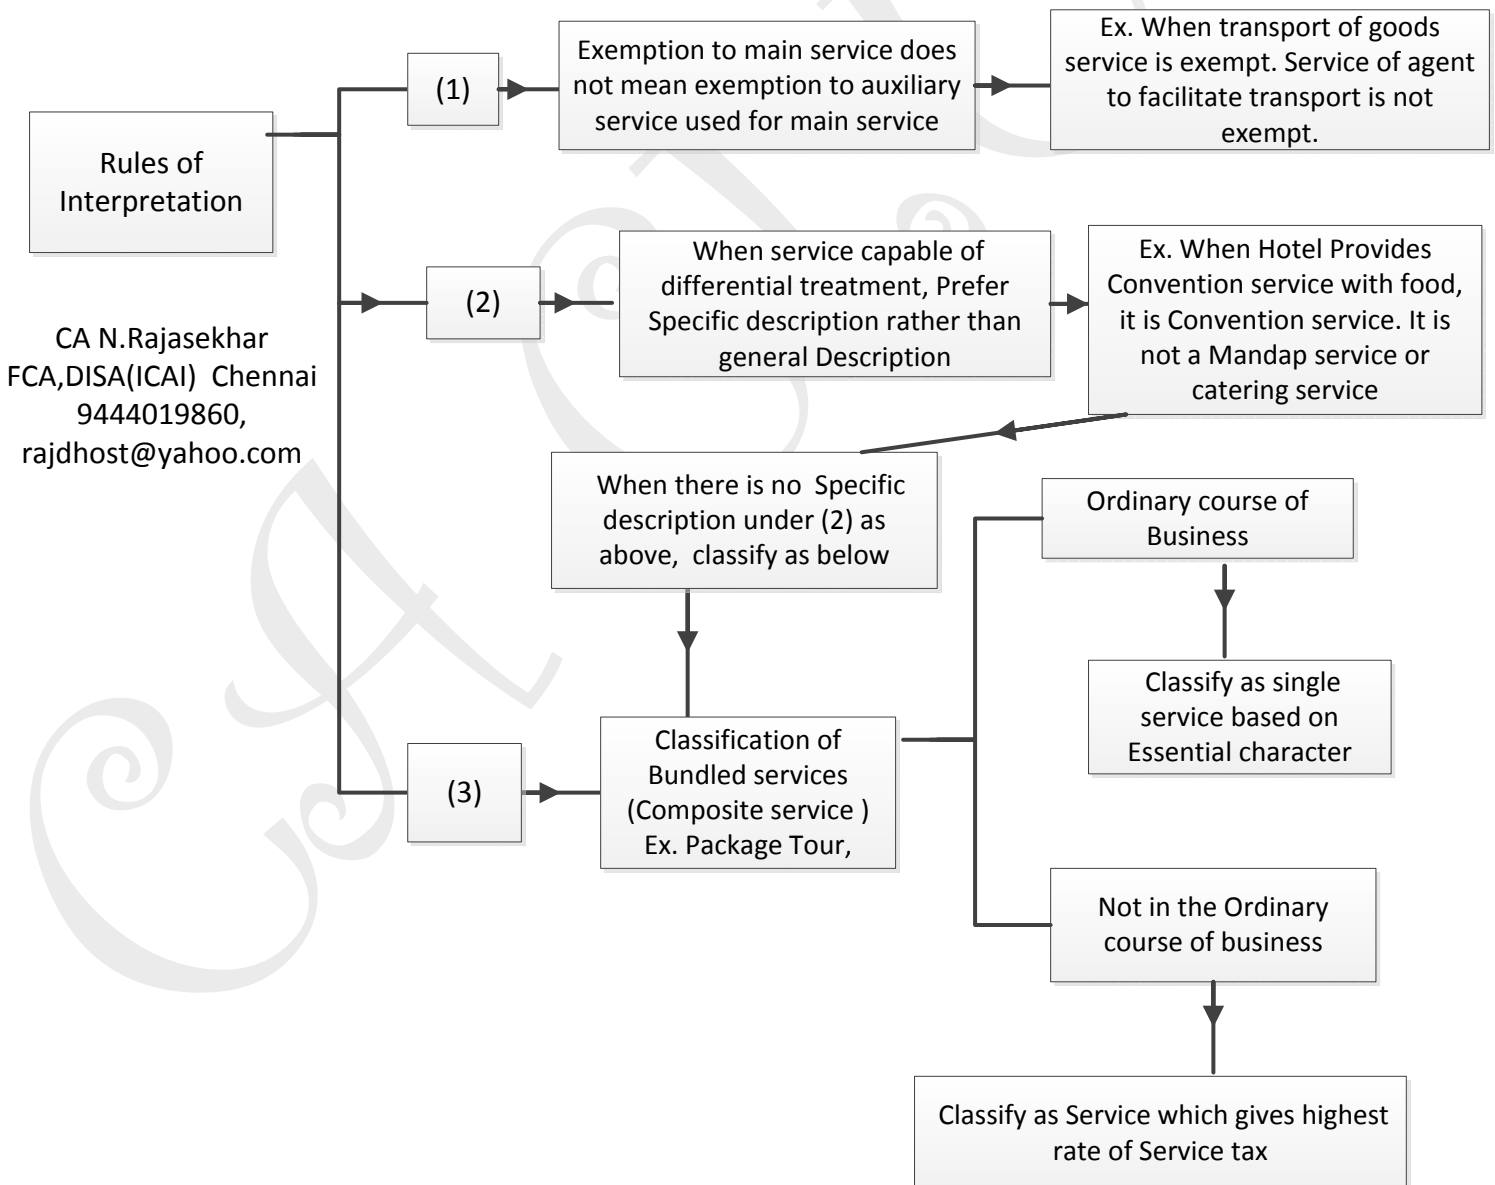 Rules of
Interpretation
CA N.Rajasekhar
FCA,DISA(ICAI)  Chennai
9444019860,
rajdhost@yahoo.com
(1)
Exemption to main service does
not mean exemption to auxiliary
service used for main service
Ex. When transport of goods
service is exempt. Service of agent
to facilitate transport is not
exempt.
(2)
When service capable of
differential treatment, Prefer
Specific description rather than
general Description
Ex. When Hotel Provides
Convention service with food,
it is Convention service. It is
not a Mandap service or
catering service
When there is no  Specific
description under (2) as
above,  classify as below
(3)
Classification of
Bundled services
(Composite service )
Ex. Package Tour,
Ordinary course of
Business
Classify as single
service based on
Essential character
Not in the Ordinary
course of business
Classify as Service which gives highest
rate of Service tax